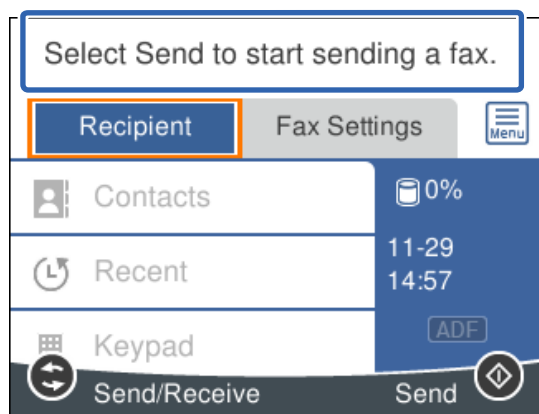 Select Send to start sending a fax.
Recipient
Fax Settings
Menu
Contacts
0%
Recent
11-29
14:57
Keypad
ADF
Send/Receive
Send